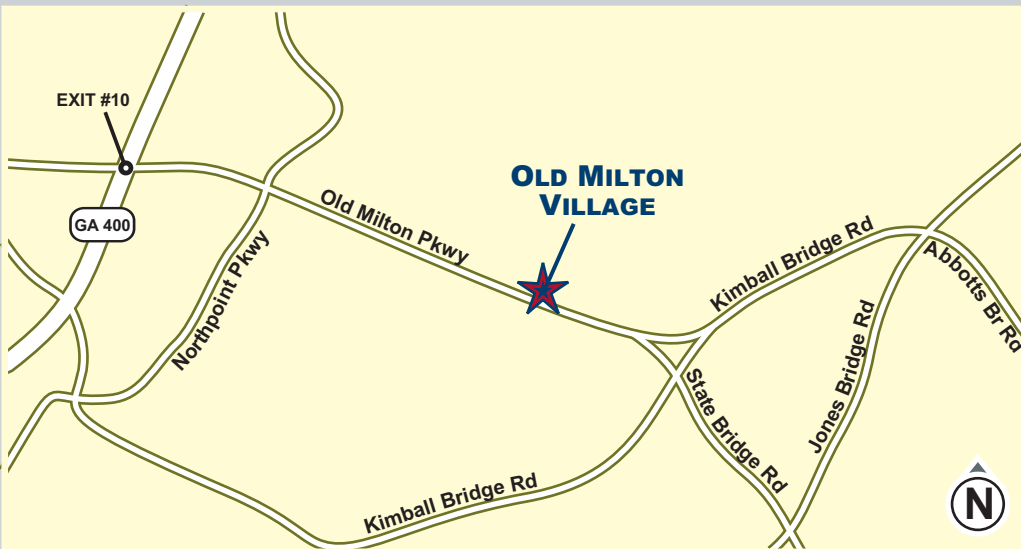 EXIT #10
OLD MILTON
VILLAGE
Old Milton Pkwy
GA 400
Northpoint Pkwy
Kimball Bridge Rd
Abbotts Br Rd
Jones Bridge Rd
State Bridge Rd
Kimball Bridge Rd
N